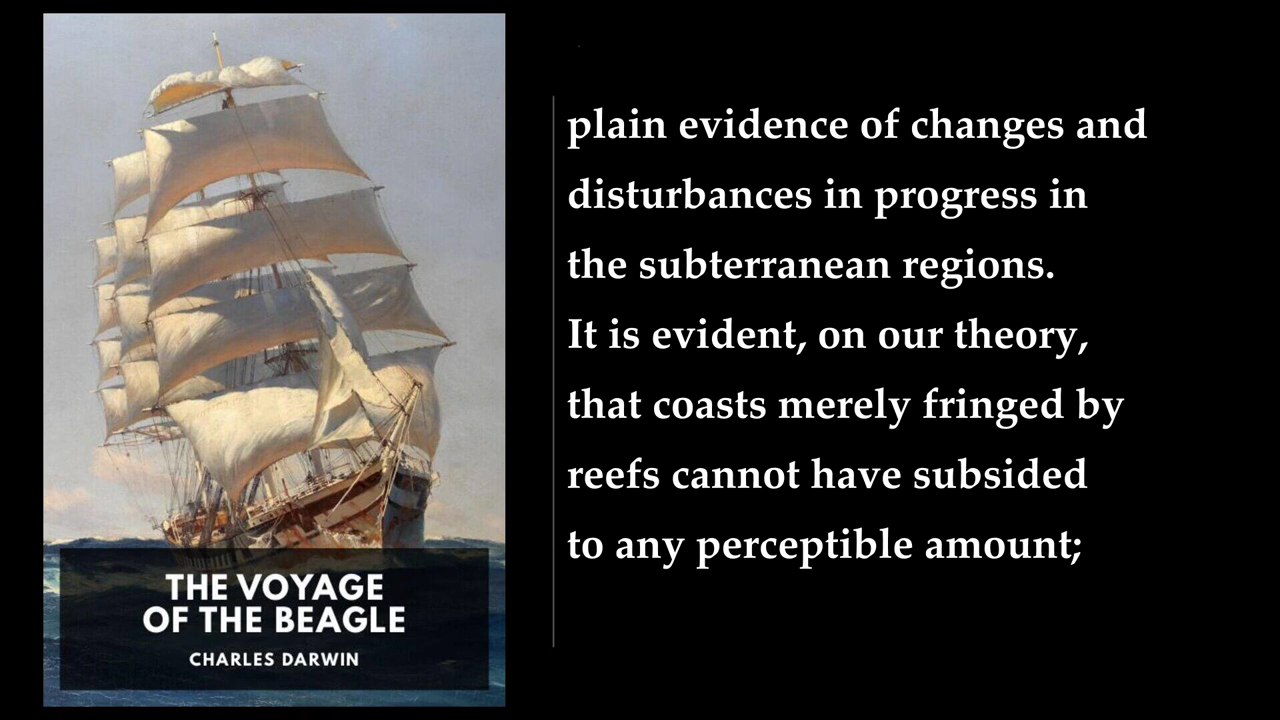 THE VOYAGE
OF THE BEAGLE
CHARLES DARWIN
plain evidence of changes and
disturbances in progress in
the subterranean regions.
It is evident, on our theory,
that coasts merely fringed by
reefs cannot have subsided
to any perceptible amount;